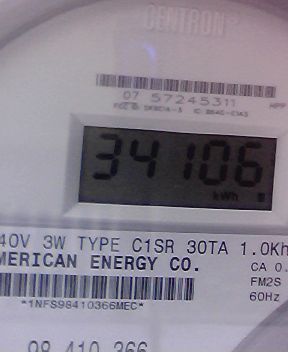 CENTRON®
07 57245311
34106
kWh
40V 3W TYPE C1SR 30TA 1.0Kh
MERICAN ENERGY CO.
CA 0.
FM2S
60Hz
*1NFS98410366MEC*
98 410 366